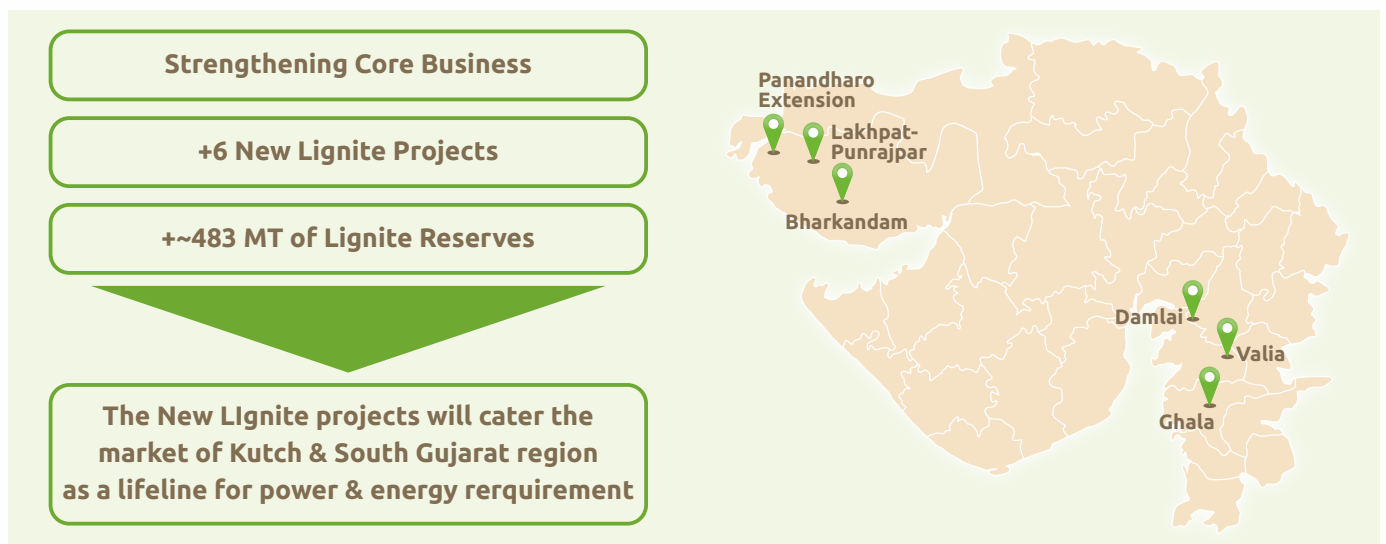 Strengthening Core Business
+6 New Lignite Projects
+~483 MT of Lignite Reserves
The New LIgnite projects will cater the
market of Kutch & South Gujarat region
as a lifeline for power & energy rerquirement
Panandharo
Extension
Lakhpat-
Punrajpar
Bharkandam
Damlai
Valia
Ghala